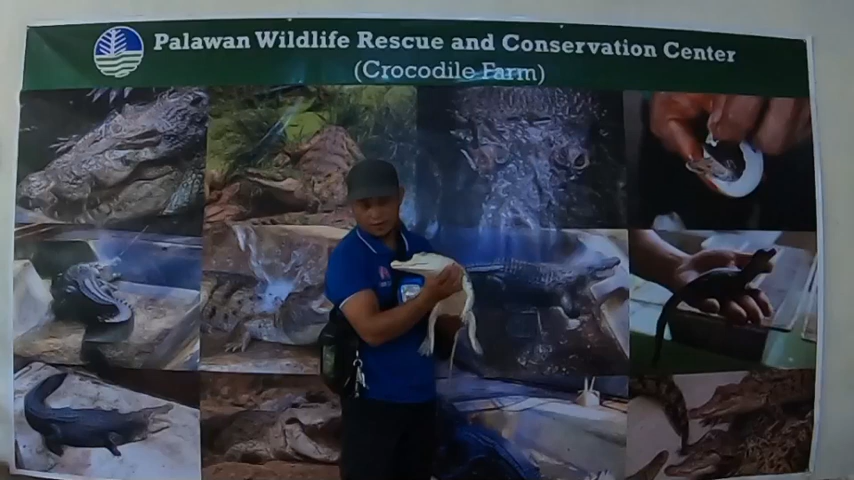 Palawan Wildlife Rescue and Conservation Center
(Crocodile Farm)